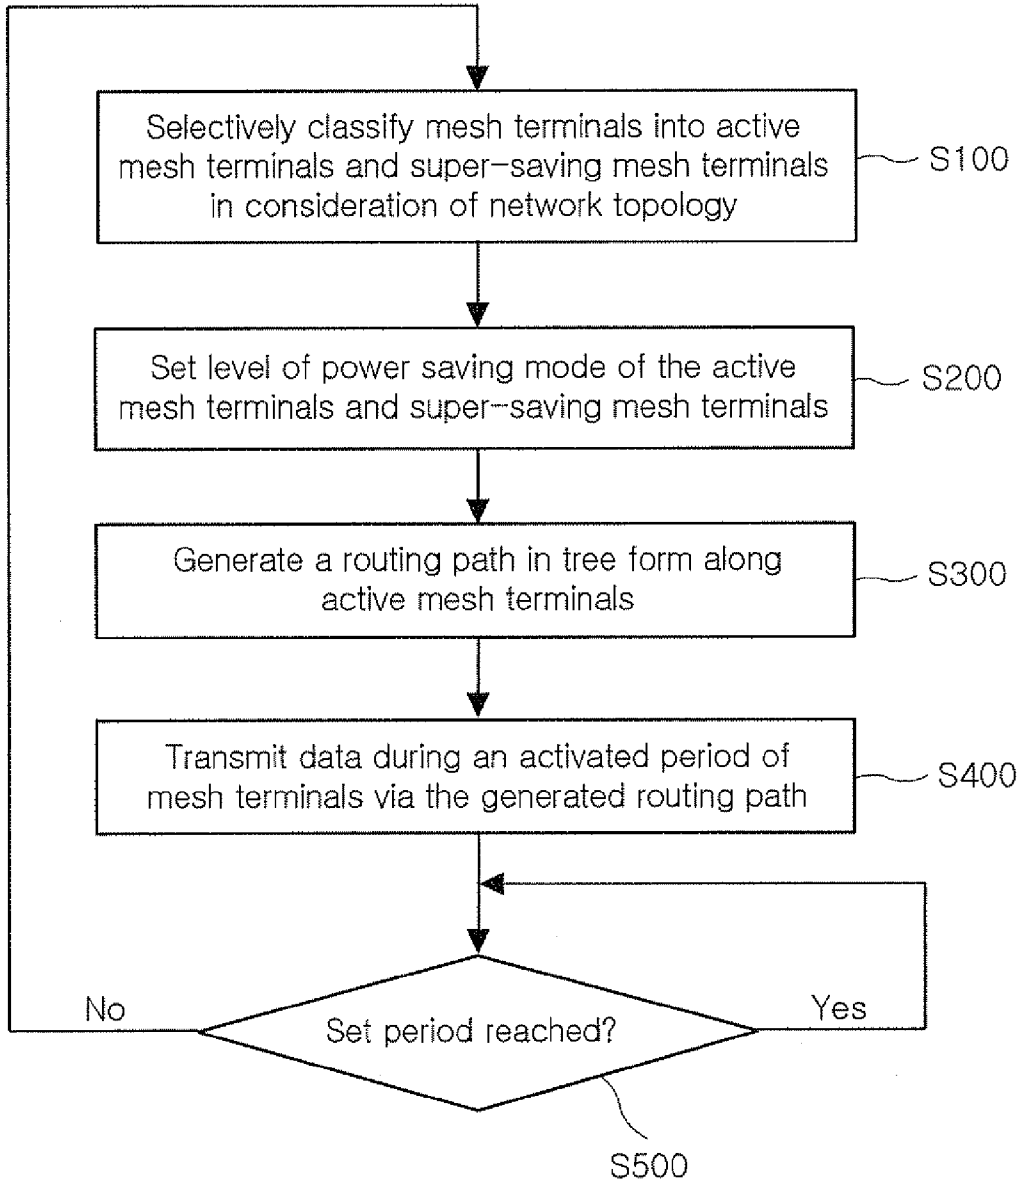 Selectively classify mesh terminals into active
mesh terminals and super-saving mesh terminals
in consideration of network topology
S100
Set level of power saving mode of the active
mesh terminals and super-saving mesh terminals
S200
Generate a routing path in tree form along
active mesh terminals
S300
Transmit data during an activated period of
mesh terminals via the generated routing path
S400
No
Set period reached?
Yes
S500